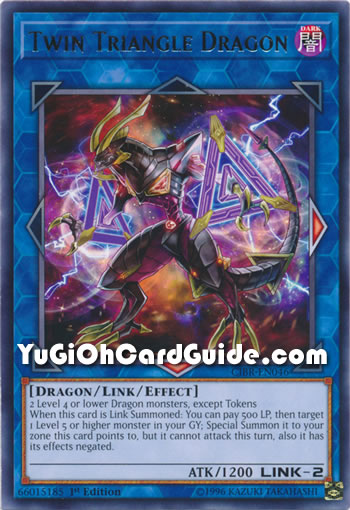 TWIN TRIANGLE DRAGON
DARK
闇
YuGiOhCardGuide.com
CIBR-EN046
[DRAGON/LINK/EFFECT]
2 Level 4 or lower Dragon monsters, except Tokens
When this card is Link Summoned: You can pay 500 LP, then target
1 Level 5 or higher monster in your GY; Special Summon it to your
zone this card points to, but it cannot attack this turn, also it has
its effects negated.
ATK/1200 LINK-2
66015185 1st Edition ©1996 KAZUKI TAKAHASHI